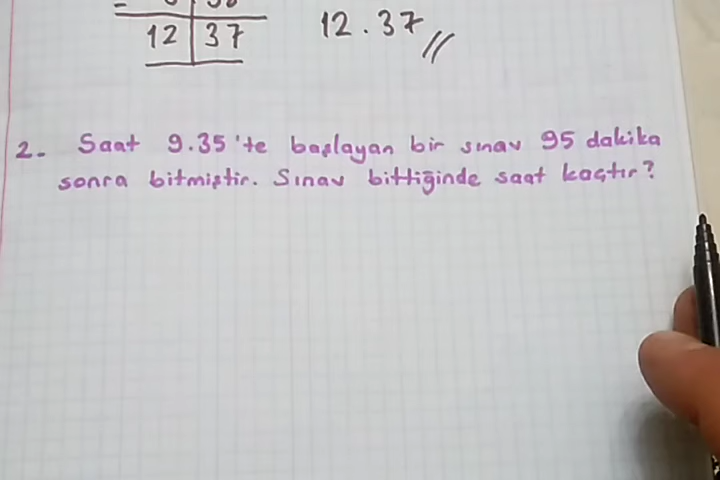 12 | 37
12.37 //
2- Saat 9.35'te başlayan bir sınav 95 dakika
sonra bitmiştir. Sınav bittiğinde saat kaçtır?